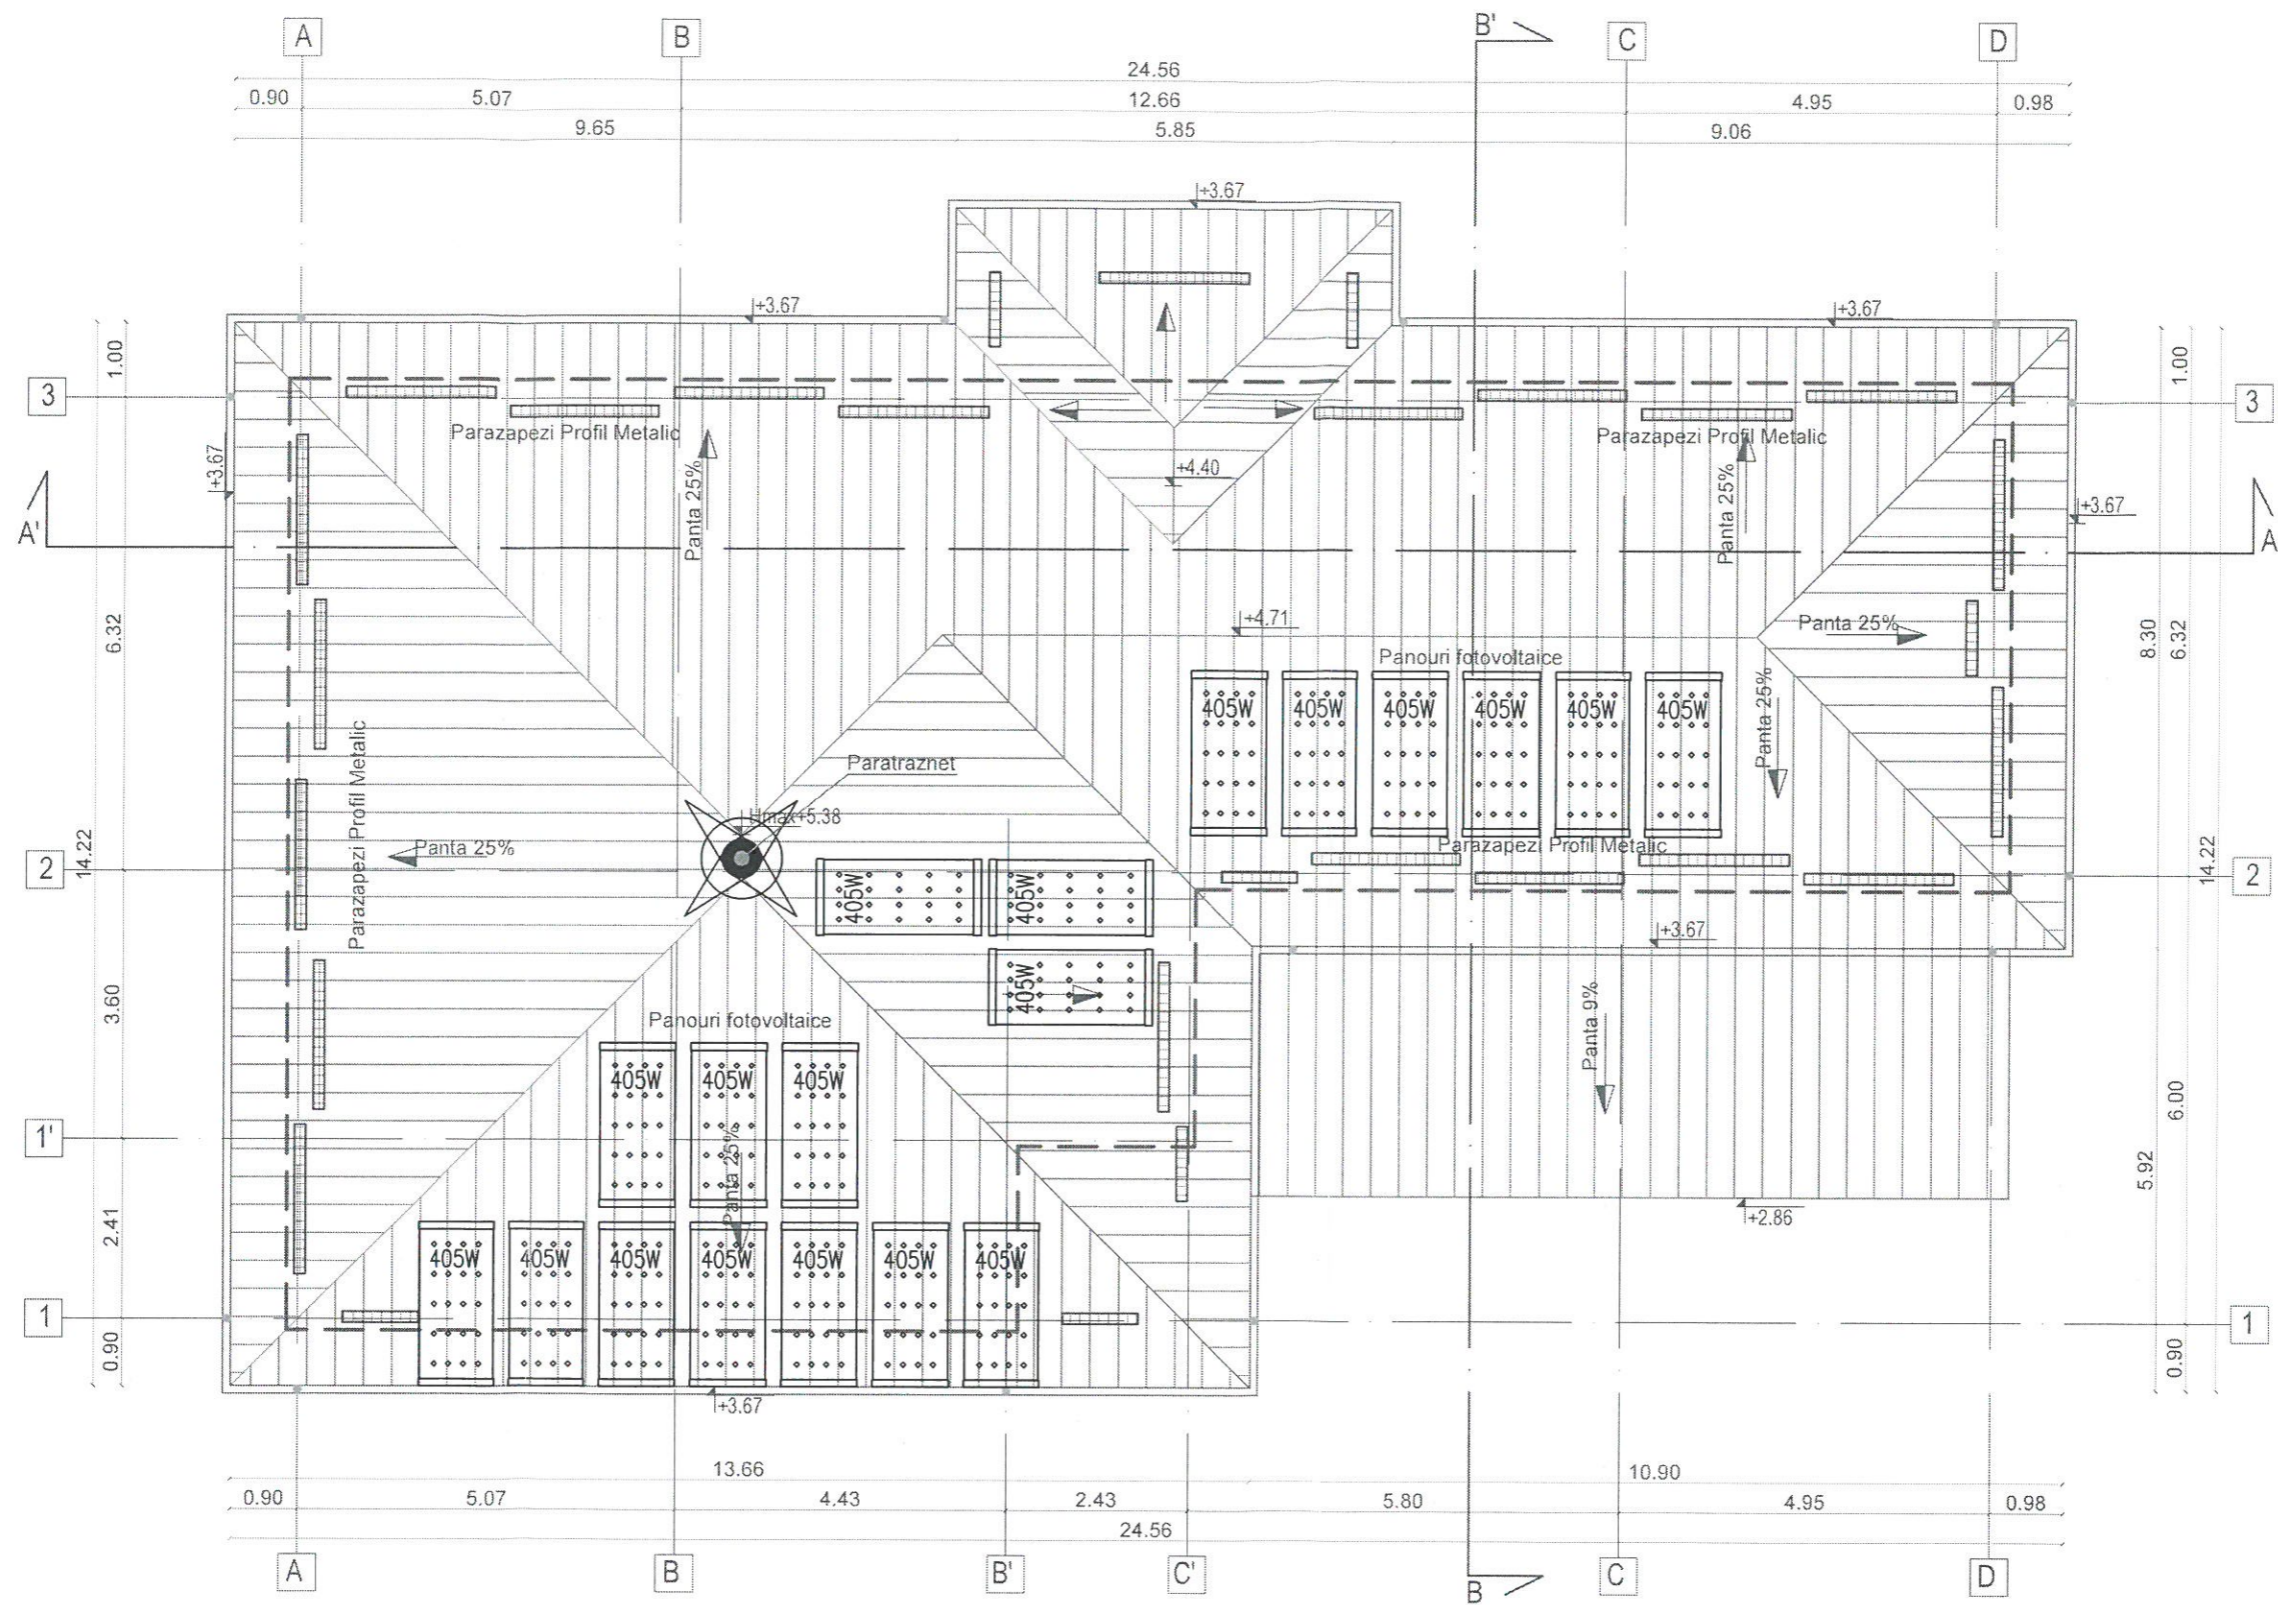 A
B
B'
C
D
24.56
0.90
5.07
12.66
4.95
0.98
9.65
5.85
9.06
+3.67
+3.67
+3.67
1.00
1.00
3
3
Parazapezi Profil Metalic
Parazapezi Profil Metalic
+3.67
Panta 25%
+4.40
Panta 25%
+3.67
A'
A
6.32
+4.71
Panta 25%
8.30
6.32
Panouri fotovoltaice
405W
405W
405W
405W
405W
405W
Panta 25%
Parazapezi Profil Metalic
Paratraznet
Hmax+5.38
Parazapezi Profil Metalic
Panta 25%
14.22
14.22
2
2
405W
405W
+3.67
405W
3.60
Panta 9%
Panouri fotovoltaice
405W
405W
405W
6.00
1'
Panta 25%
5.92
2.41
+2.86
405W
405W
405W
405W
405W
405W
405W
1
1
0.90
0.90
+3.67
13.66
10.90
0.90
5.07
4.43
2.43
5.80
4.95
0.98
24.56
A
B
B'
C'
B
C
D